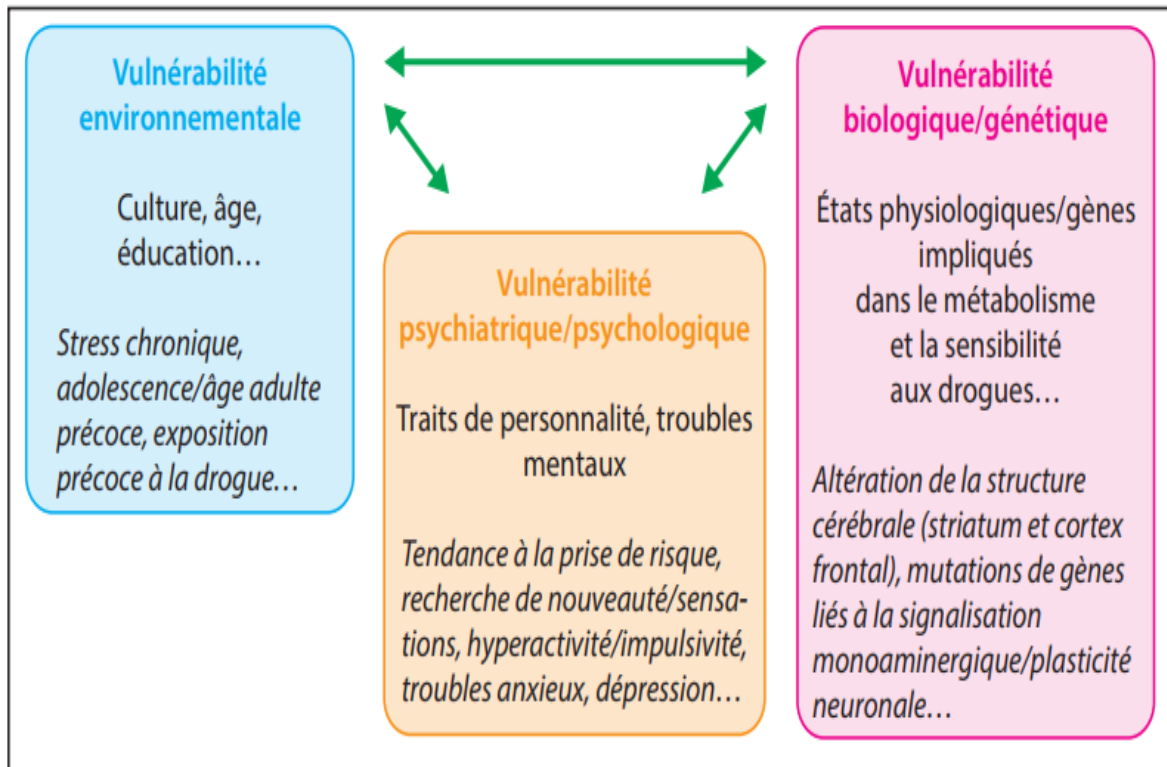 Vulnérabilité
environnementale
Culture, âge,
éducation…
Stress chronique,
adolescence/âge adulte
précoce, exposition
précoce à la drogue…
Vulnérabilité
psychiatrique/psychologique
Traits de personnalité, troubles
mentaux
Tendance à la prise de risque,
recherche de nouveauté/sensa-
tions, hyperactivité/impulsivité,
troubles anxieux, dépression…
Vulnérabilité
biologique/génétique
États physiologiques/gènes
impliqués
dans le métabolisme
et la sensibilité
aux drogues…
Altération de la structure
cérébrale (striatum et cortex
frontal), mutations de gènes
liés à la signalisation
monoaminergique/plasticité
neuronale…